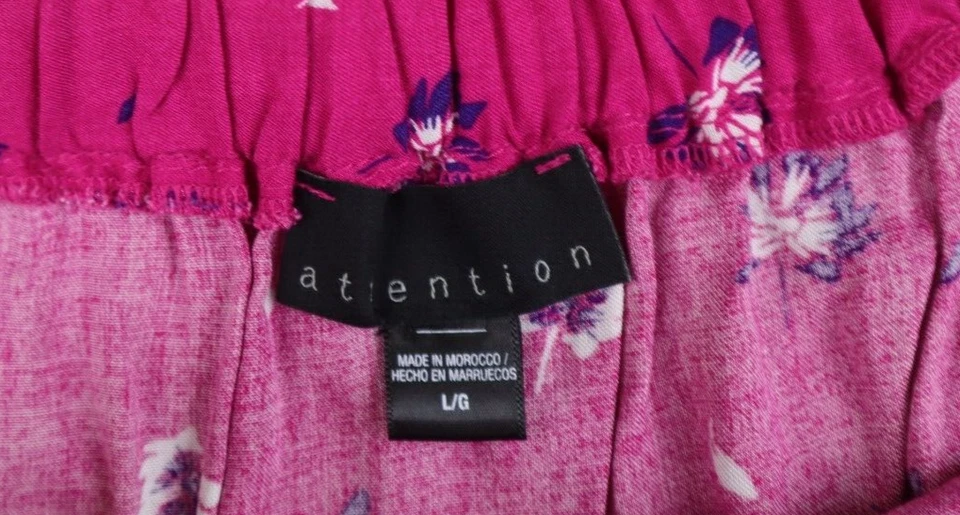 attention
MADE IN MOROCCO /
HECHO EN MARRUECOS
L/G